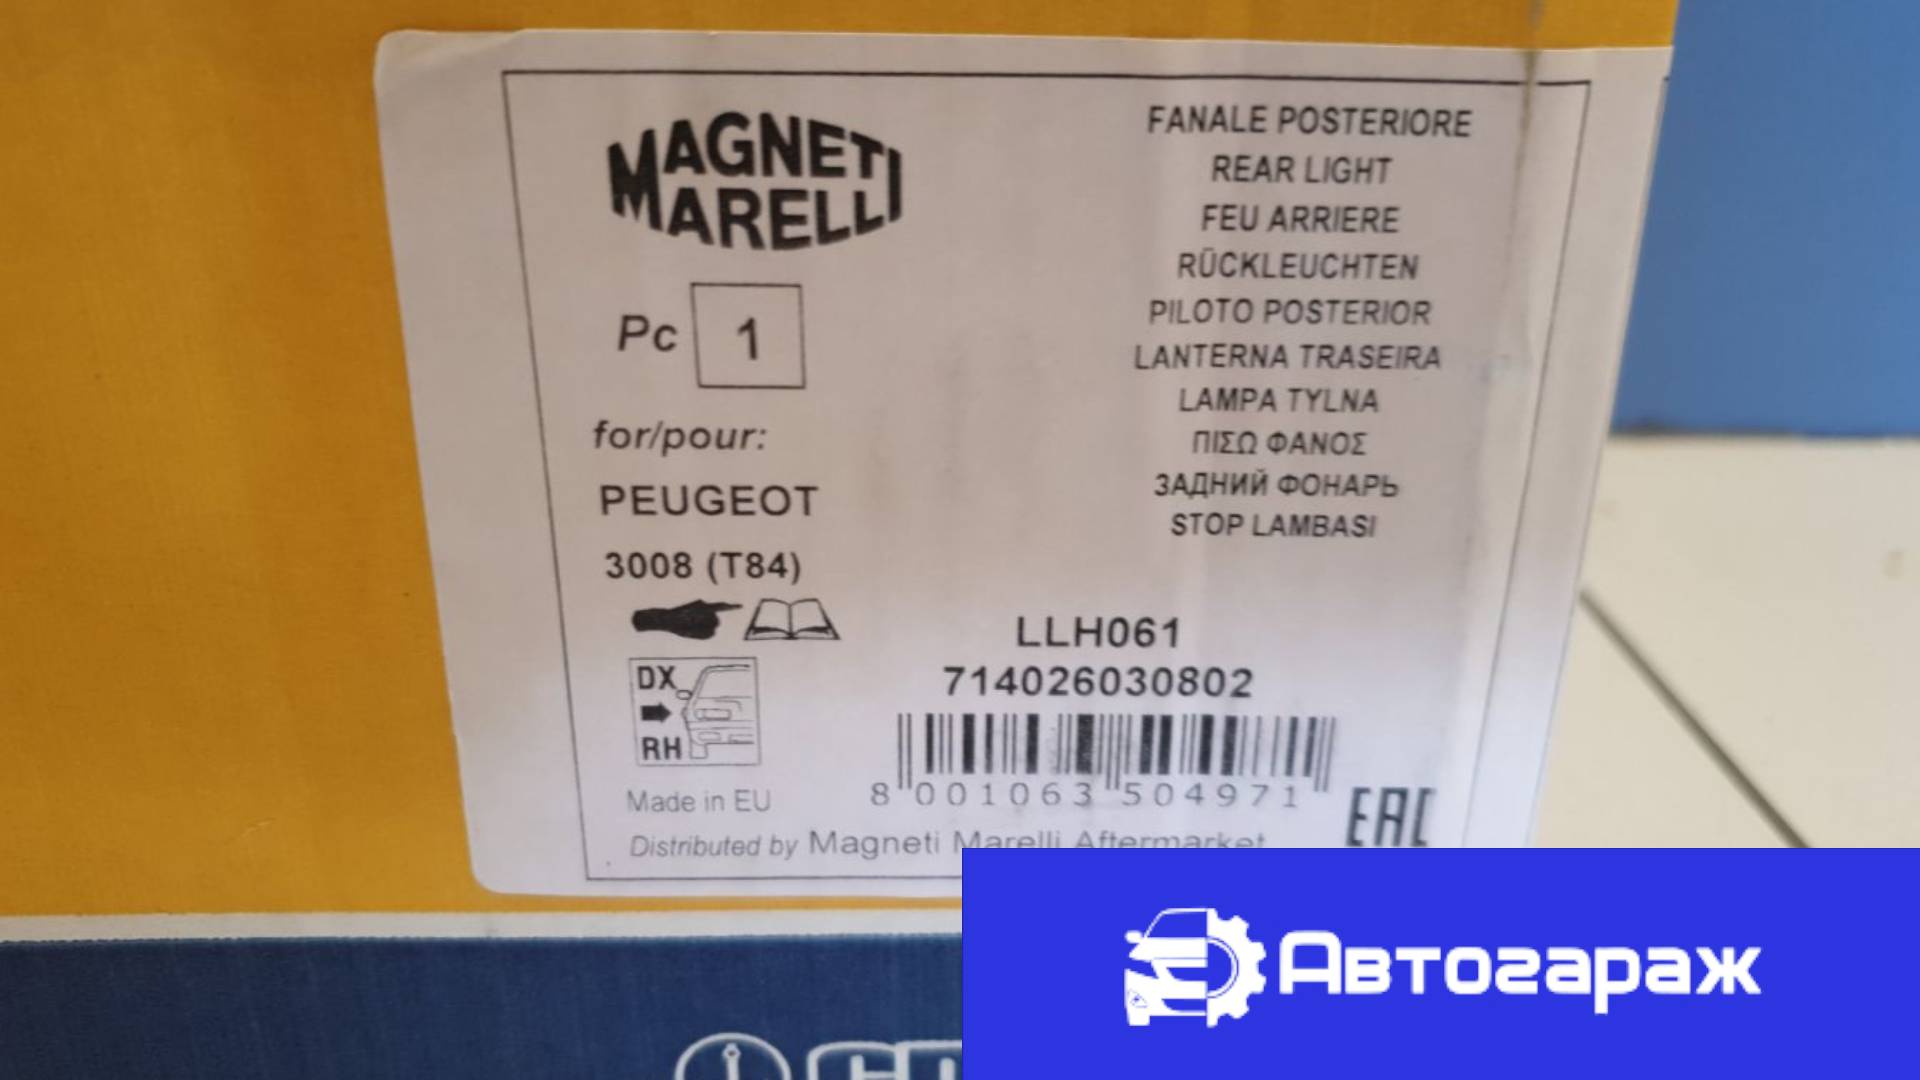 MAGNETI
MARELLI
Pc 1
for/pour:
PEUGEOT
3008 (T84)
DX
RH
Made in EU
FANALE POSTERIORE
REAR LIGHT
FEU ARRIERE
RÜCKLEUCHTEN
PILOTO POSTERIOR
LANTERNA TRASEIRA
LAMPA TYLNA
ΠΙΣΩ ΦΑΝΟΣ
ЗАДНИЙ ФОНАРЬ
STOP LAMBASI
LLH061
714026030802
8 001063 504971
EAC
Distributed by Magneti Marelli Aftermarket
Автогараж